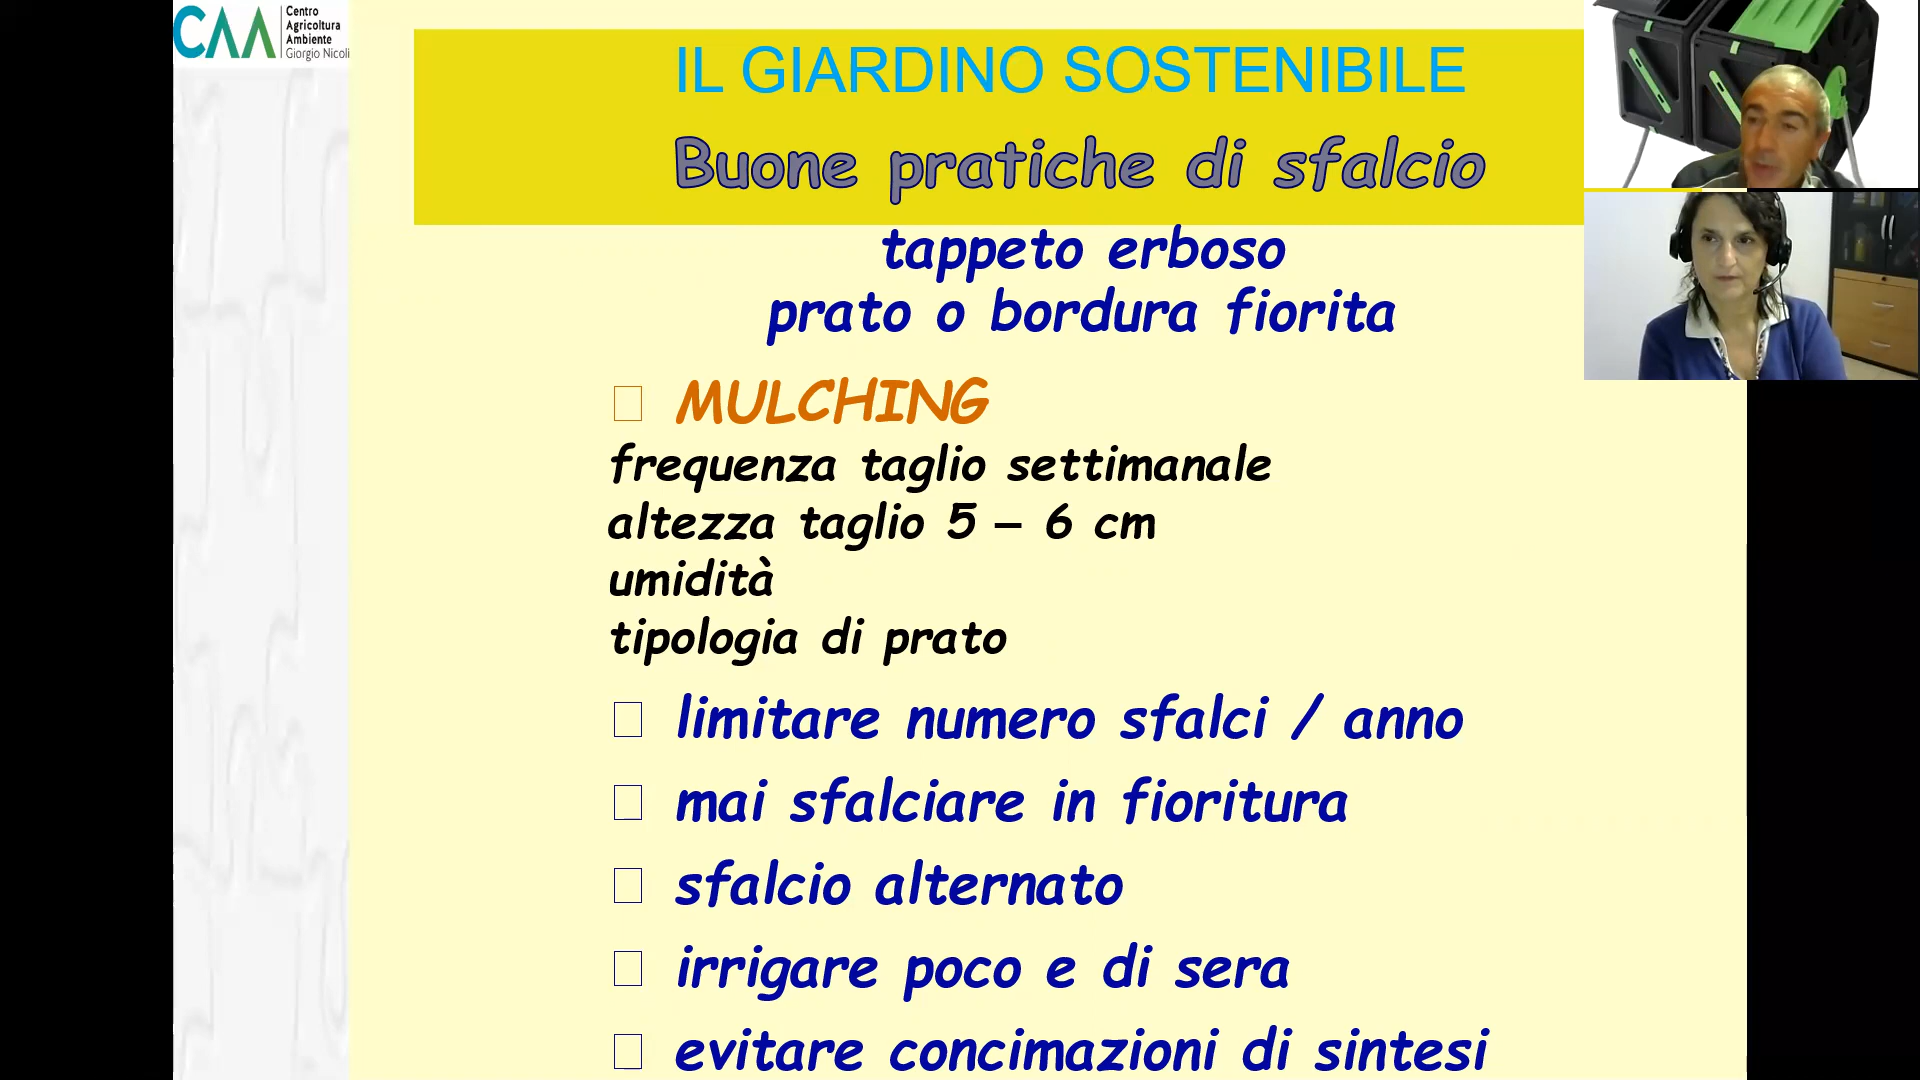 CAA
Centro
Agricoltura
Ambiente
Giorgio Nicoli
IL GIARDINO SOSTENIBILE
Buone pratiche di sfalcio
tappeto erboso
prato o bordura fiorita
MULCHING
frequenza taglio settimanale
altezza taglio 5 – 6 cm
umidità
tipologia di prato
limitare numero sfalci / anno
mai sfalciare in fioritura
sfalcio alternato
irrigare poco e di sera
evitare concimazioni di sintesi